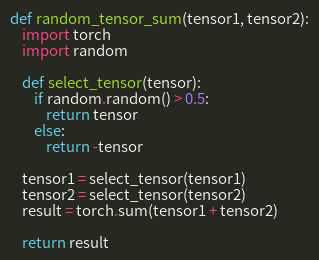 def random_tensor_sum(tensor1, tensor2):
    import torch
    import random

    def select_tensor(tensor):
        if random.random() > 0.5:
            return tensor
        else:
            return -tensor

    tensor1 = select_tensor(tensor1)
    tensor2 = select_tensor(tensor2)
    result = torch.sum(tensor1 + tensor2)

    return result